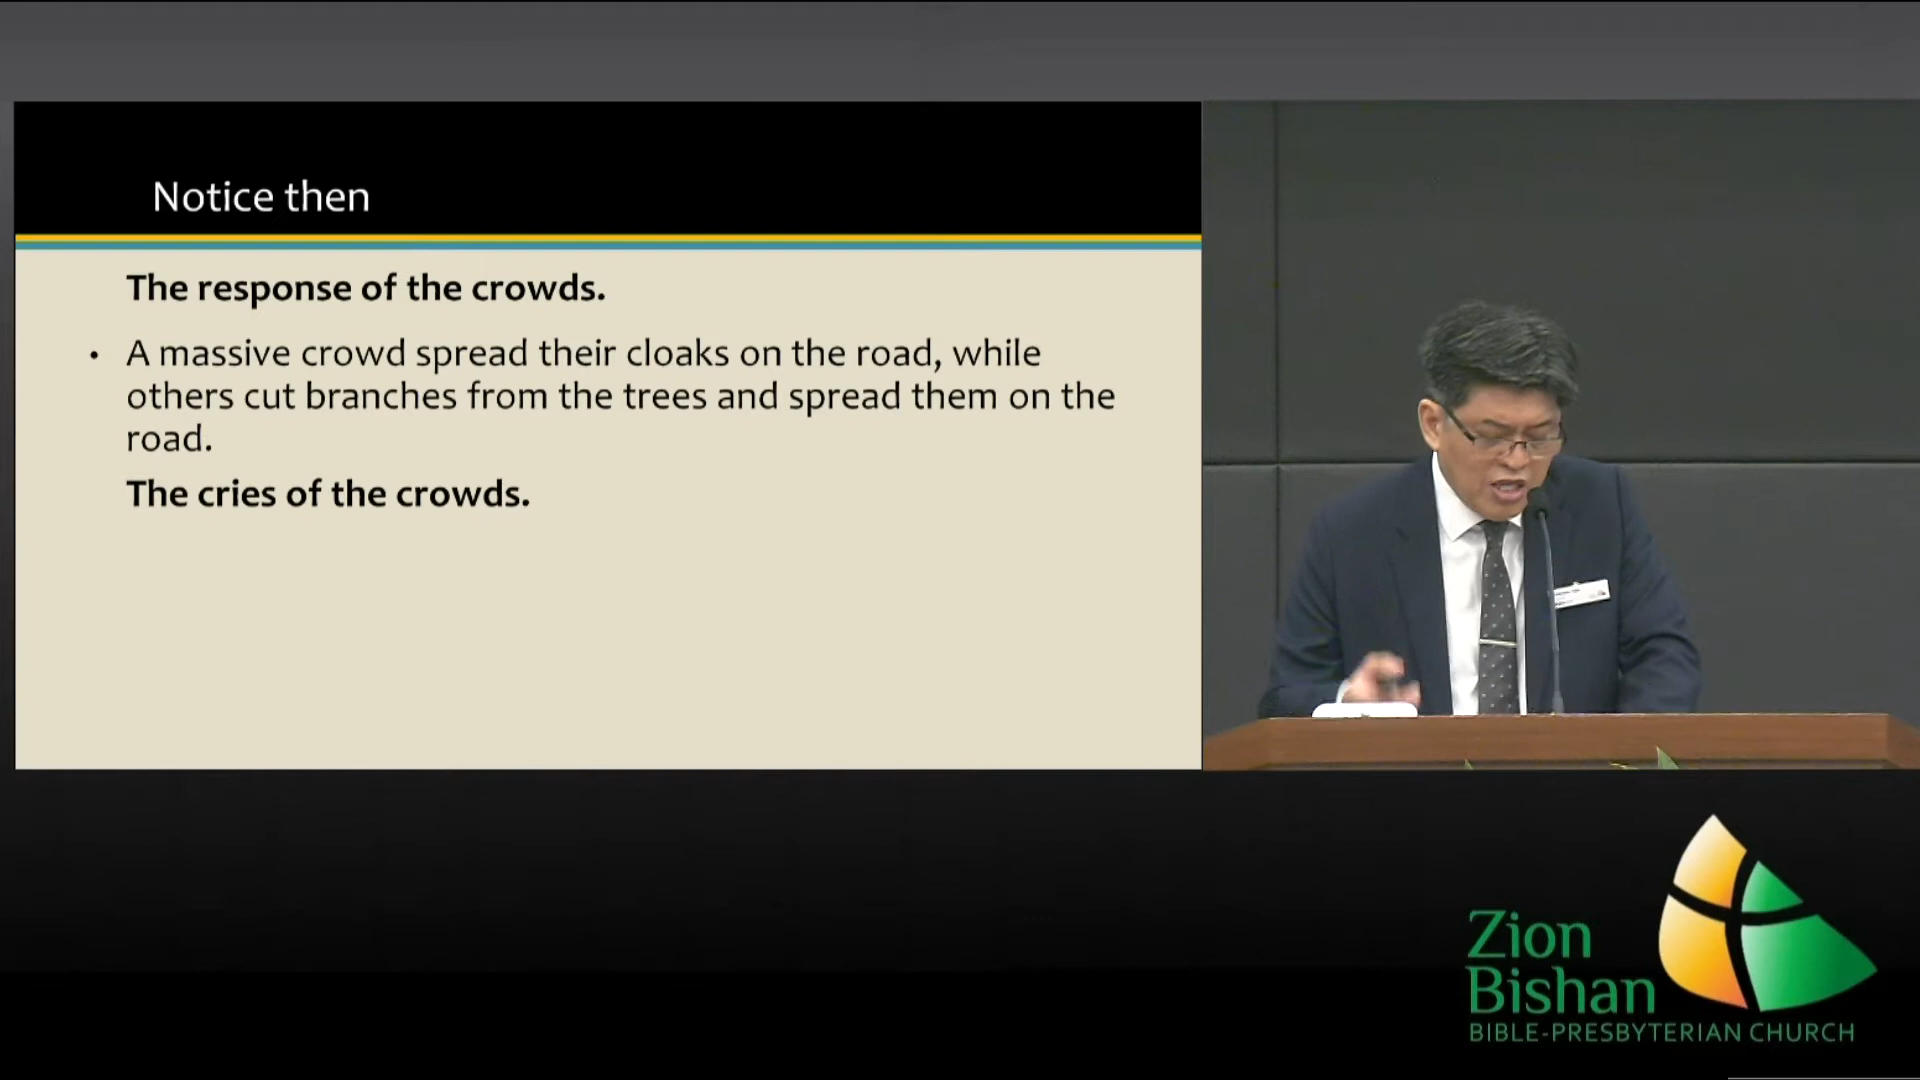 Notice then
The response of the crowds.
• A massive crowd spread their cloaks on the road, while
others cut branches from the trees and spread them on the
road.
The cries of the crowds.
Zion
Bishan
BIBLE-PRESBYTERIAN CHURCH